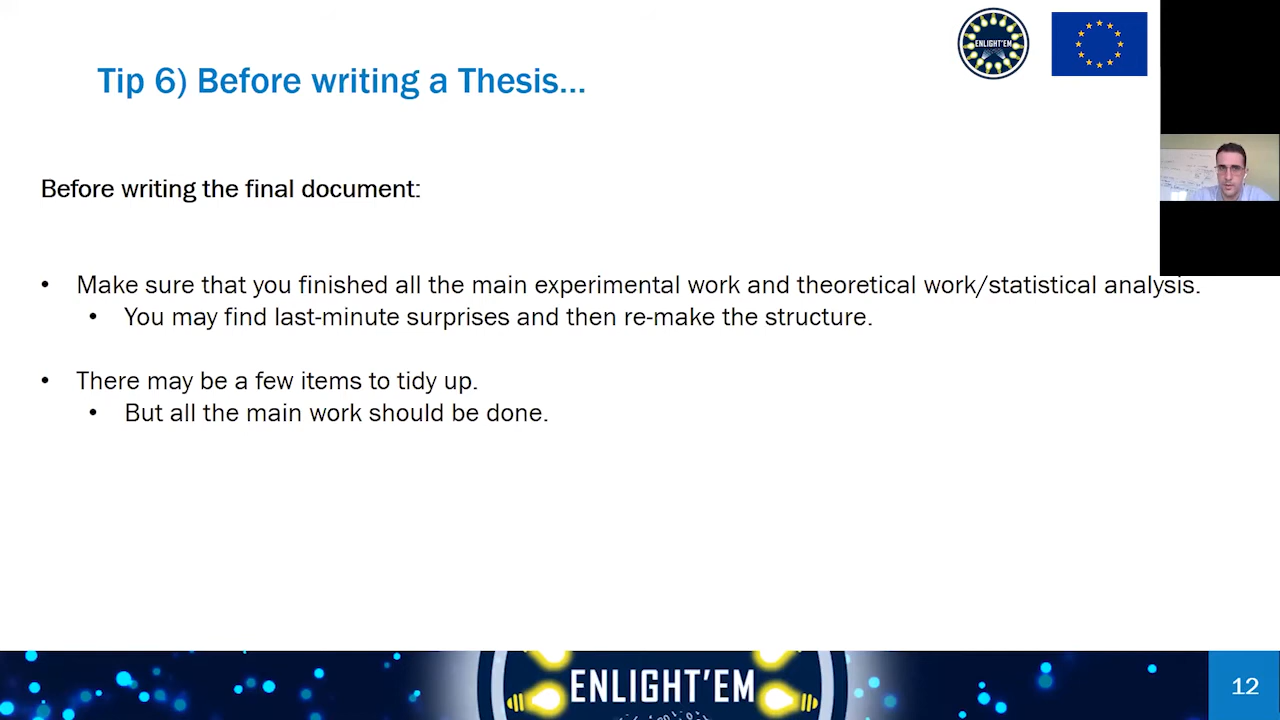 Tip 6) Before writing a Thesis...
ENLIGHT'EM
Before writing the final document:
• Make sure that you finished all the main experimental work and theoretical work/statistical analysis.
• You may find last-minute surprises and then re-make the structure.
• There may be a few items to tidy up.
• But all the main work should be done.
ENLIGHT'EM
12